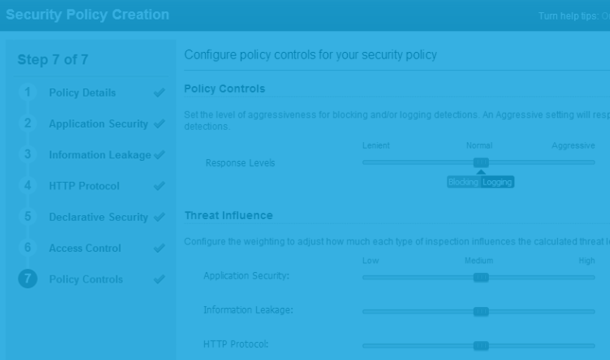 Security Policy Creation
Turn help tips:
Step 7 of 7
1 Policy Details
2 Application Security
3 Information Leakage
4 HTTP Protocol
5 Declarative Security
6 Access Control
7 Policy Controls
Configure policy controls for your security policy
Policy Controls
Set the level of aggressiveness for blocking and/or logging detections. An Aggressive setting will resp
detections.
Lenient Normal Aggressive
Response Levels
Blocking Logging
Threat Influence
Configure the weighting to adjust how much each type of inspection influences the calculated threat l
Low Medium High
Application Security:
Information Leakage:
HTTP Protocol: